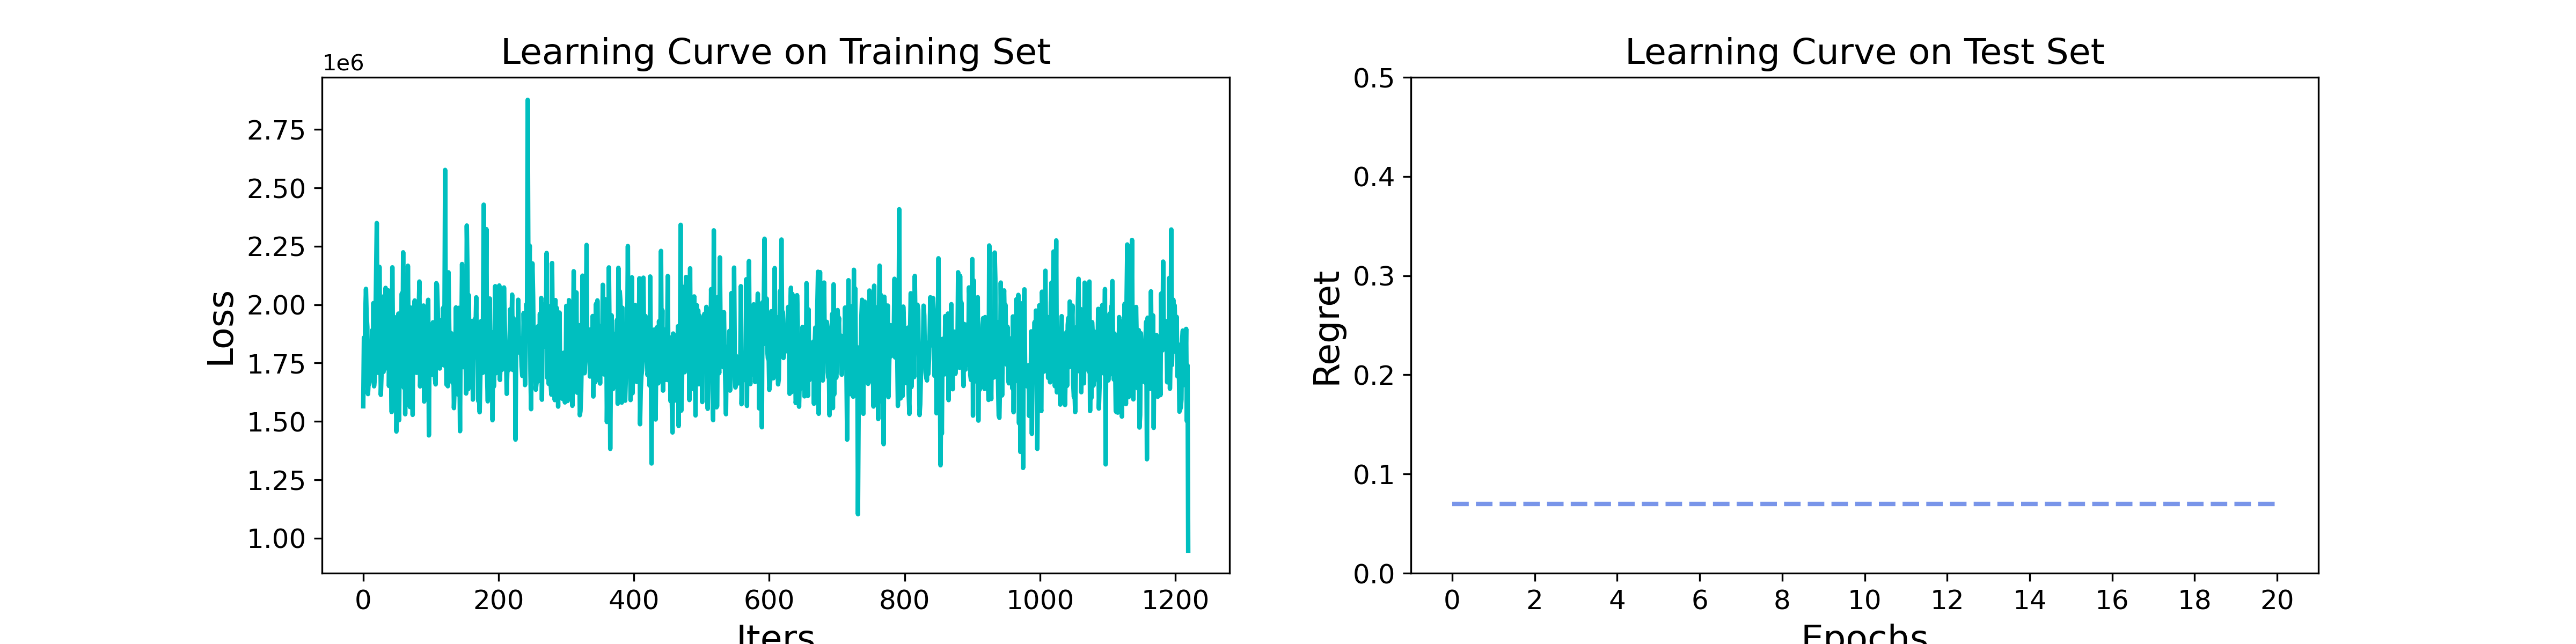 Learning Curve on Training Set
1e6
2.75
2.50
2.25
2.00
1.75
1.50
1.25
1.00
Loss
0 200 400 600 800 1000 1200
Iters
Learning Curve on Test Set
0.5
0.4
0.3
0.2
0.1
0.0
Regret
0 2 4 6 8 10 12 14 16 18 20
Epochs